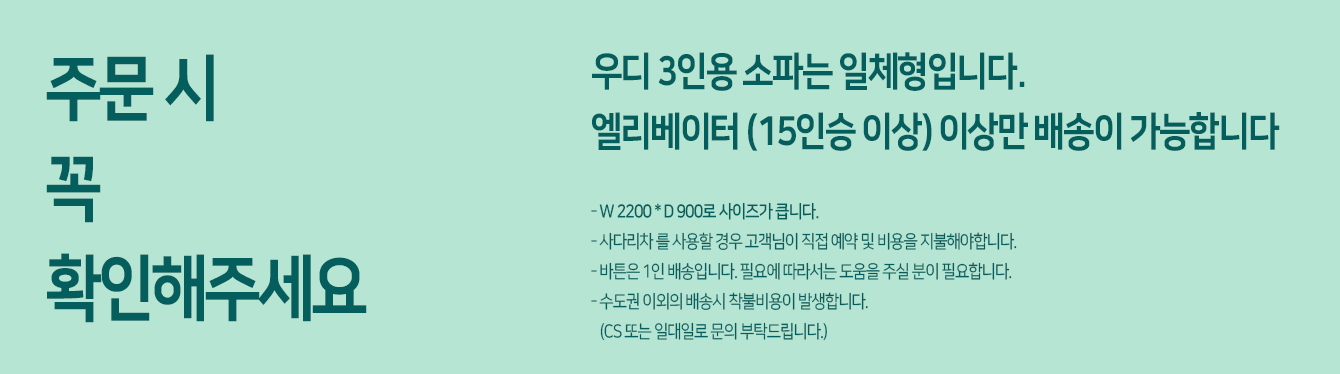 주문 시
꼭
확인해주세요
우디 3인용 소파는 일체형입니다.
엘리베이터 (15인승 이상) 이상만 배송이 가능합니다
- W 2200 * D 900로 사이즈가 큽니다.
- 사다리차 를 사용할 경우 고객님이 직접 예약 및 비용을 지불해야합니다.
- 바튼은 1인 배송입니다. 필요에 따라서는 도움을 주실 분이 필요합니다.
- 수도권 이외의 배송시 착불비용이 발생합니다.
(CS 또는 일대일로 문의 부탁드립니다.)